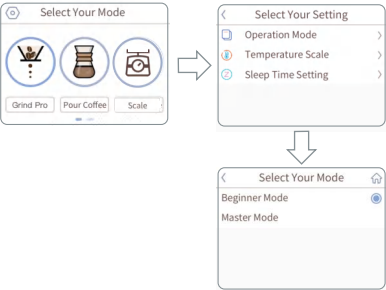 Select Your Mode
Grind Pro
Pour Coffee
Scale
Select Your Setting
Operation Mode
Temperature Scale
Sleep Time Setting
Select Your Mode
Beginner Mode
Master Mode